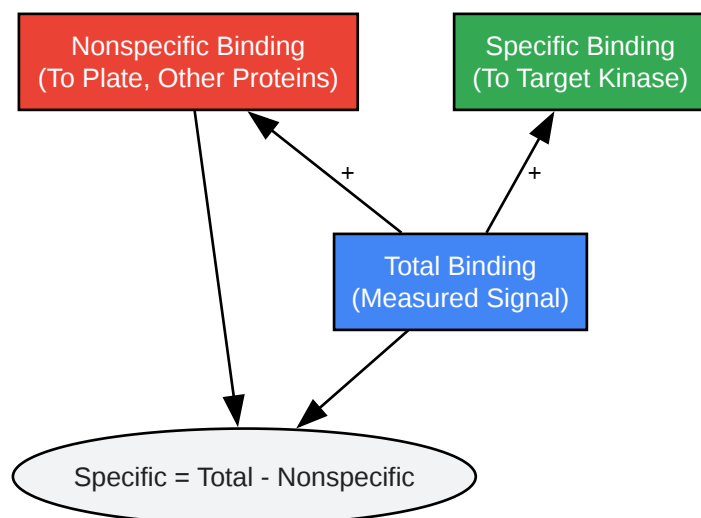 Nonspecific Binding
(To Plate, Other Proteins)
Specific Binding
(To Target Kinase)
+
+
Total Binding
(Measured Signal)
Specific = Total - Nonspecific